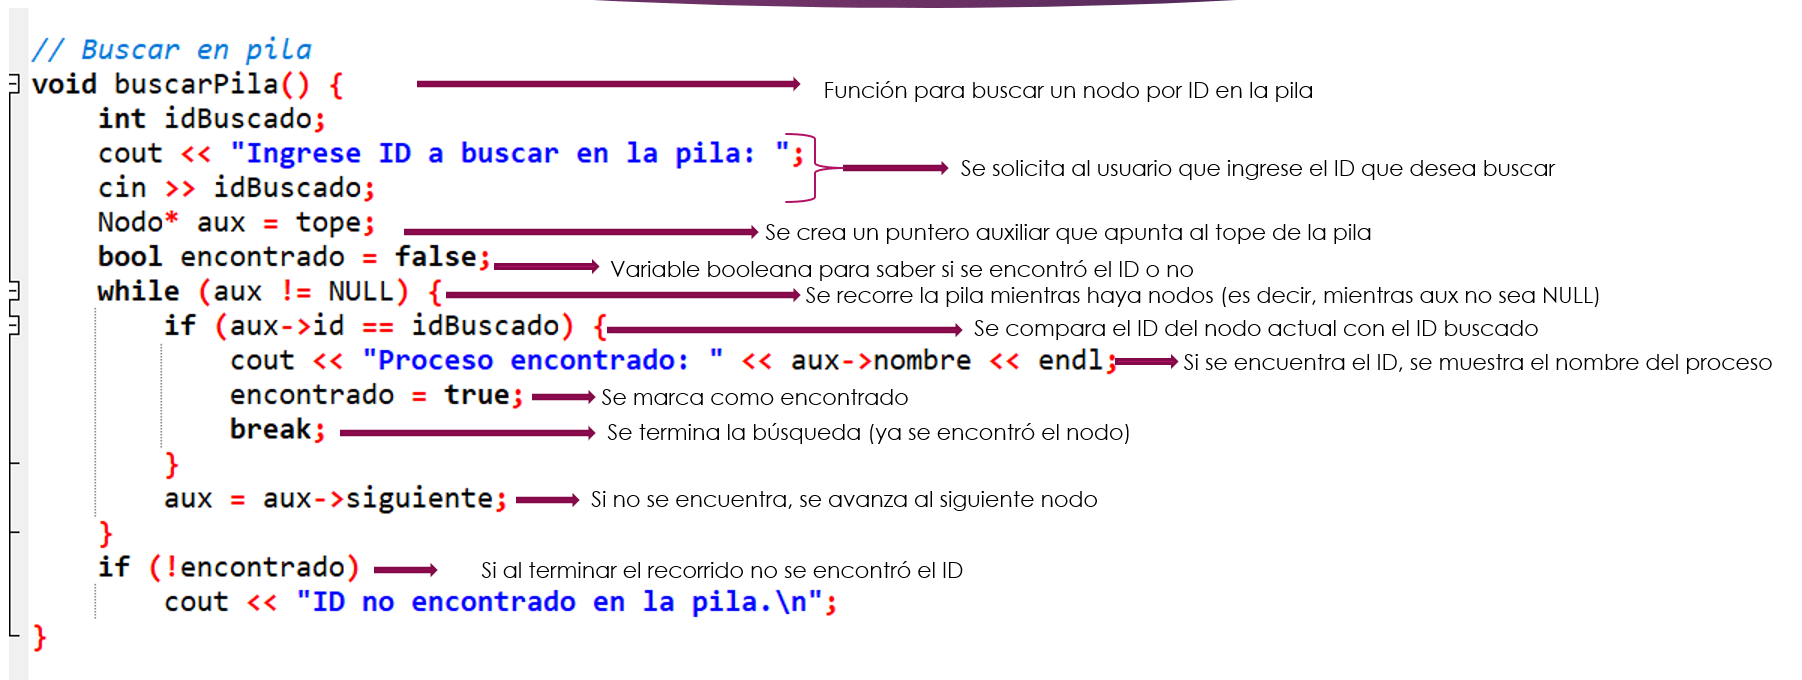 // Buscar en pila
void buscarPila() { Función para buscar un nodo por ID en la pila
int idBuscado;
cout << "Ingrese ID a buscar en la pila: "; Se solicita al usuario que ingrese el ID que desea buscar
cin >> idBuscado;
Nodo* aux = tope; Se crea un puntero auxiliar que apunta al tope de la pila
bool encontrado = false; Variable booleana para saber si se encontró el ID o no
while (aux != NULL) { Se recorre la pila mientras haya nodos (es decir, mientras aux no sea NULL)
if (aux->id == idBuscado) { Se compara el ID del nodo actual con el ID buscado
cout << "Proceso encontrado: " << aux->nombre << endl; Si se encuentra el ID, se muestra el nombre del proceso
encontrado = true; Se marca como encontrado
break; Se termina la búsqueda (ya se encontró el nodo)
}
aux = aux->siguiente; Si no se encuentra, se avanza al siguiente nodo
}
if (!encontrado) Si al terminar el recorrido no se encontró el ID
cout << "ID no encontrado en la pila.\n";
}